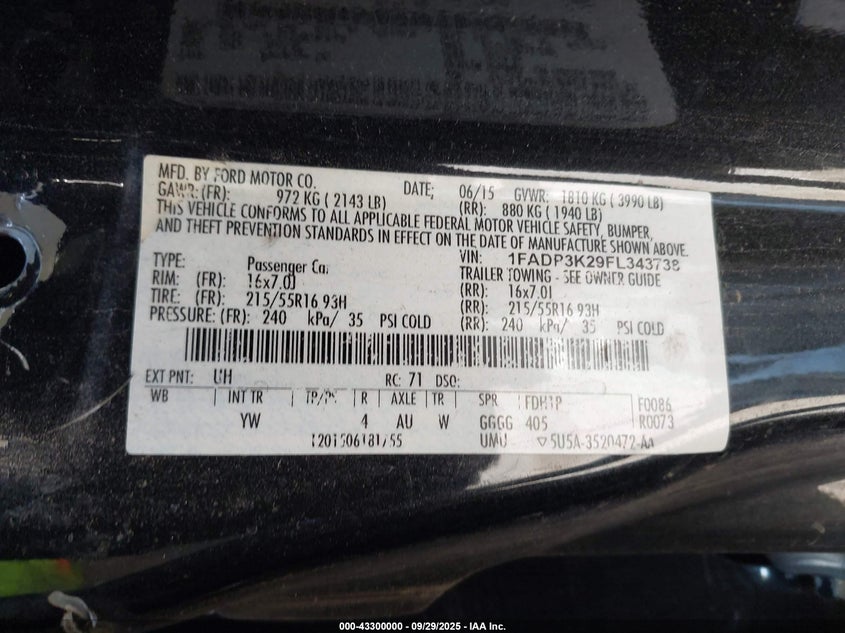 MFD. BY FORD MOTOR CO.
DATE: 06/15 GVWR: 1810 KG ( 3990 LB)
GAWR: (FR): 972 KG ( 2143 LB) (RR): 880 KG ( 1940 LB)
THIS VEHICLE CONFORMS TO ALL APPLICABLE FEDERAL MOTOR VEHICLE SAFETY, BUMPER,
AND THEFT PREVENTION STANDARDS IN EFFECT ON THE DATE OF MANUFACTURE SHOWN ABOVE.
VIN: 1FADP3K29FL343738
TYPE: Passenger Car TRAILER TOWING - SEE OWNER GUIDE
RIM: (FR): 16x7.0J (RR): 16x7.0J
TIRE: (FR): 215/55R16 93H (RR): 215/55R16 93H
PRESSURE: (FR): 240 kPa/ 35 PSI COLD (RR): 240 kPa/ 35 PSI COLD
EXT PNT: UH RC: 71 DSO:
WB INT TR TP/PS R AXLE TR SPR FDH1P F0086
YW 4 AU W GGGG 405 R0073
UMU ▽5U5A-3520472-AA
000-43300000 - 09/29/2025 - IAA Inc.